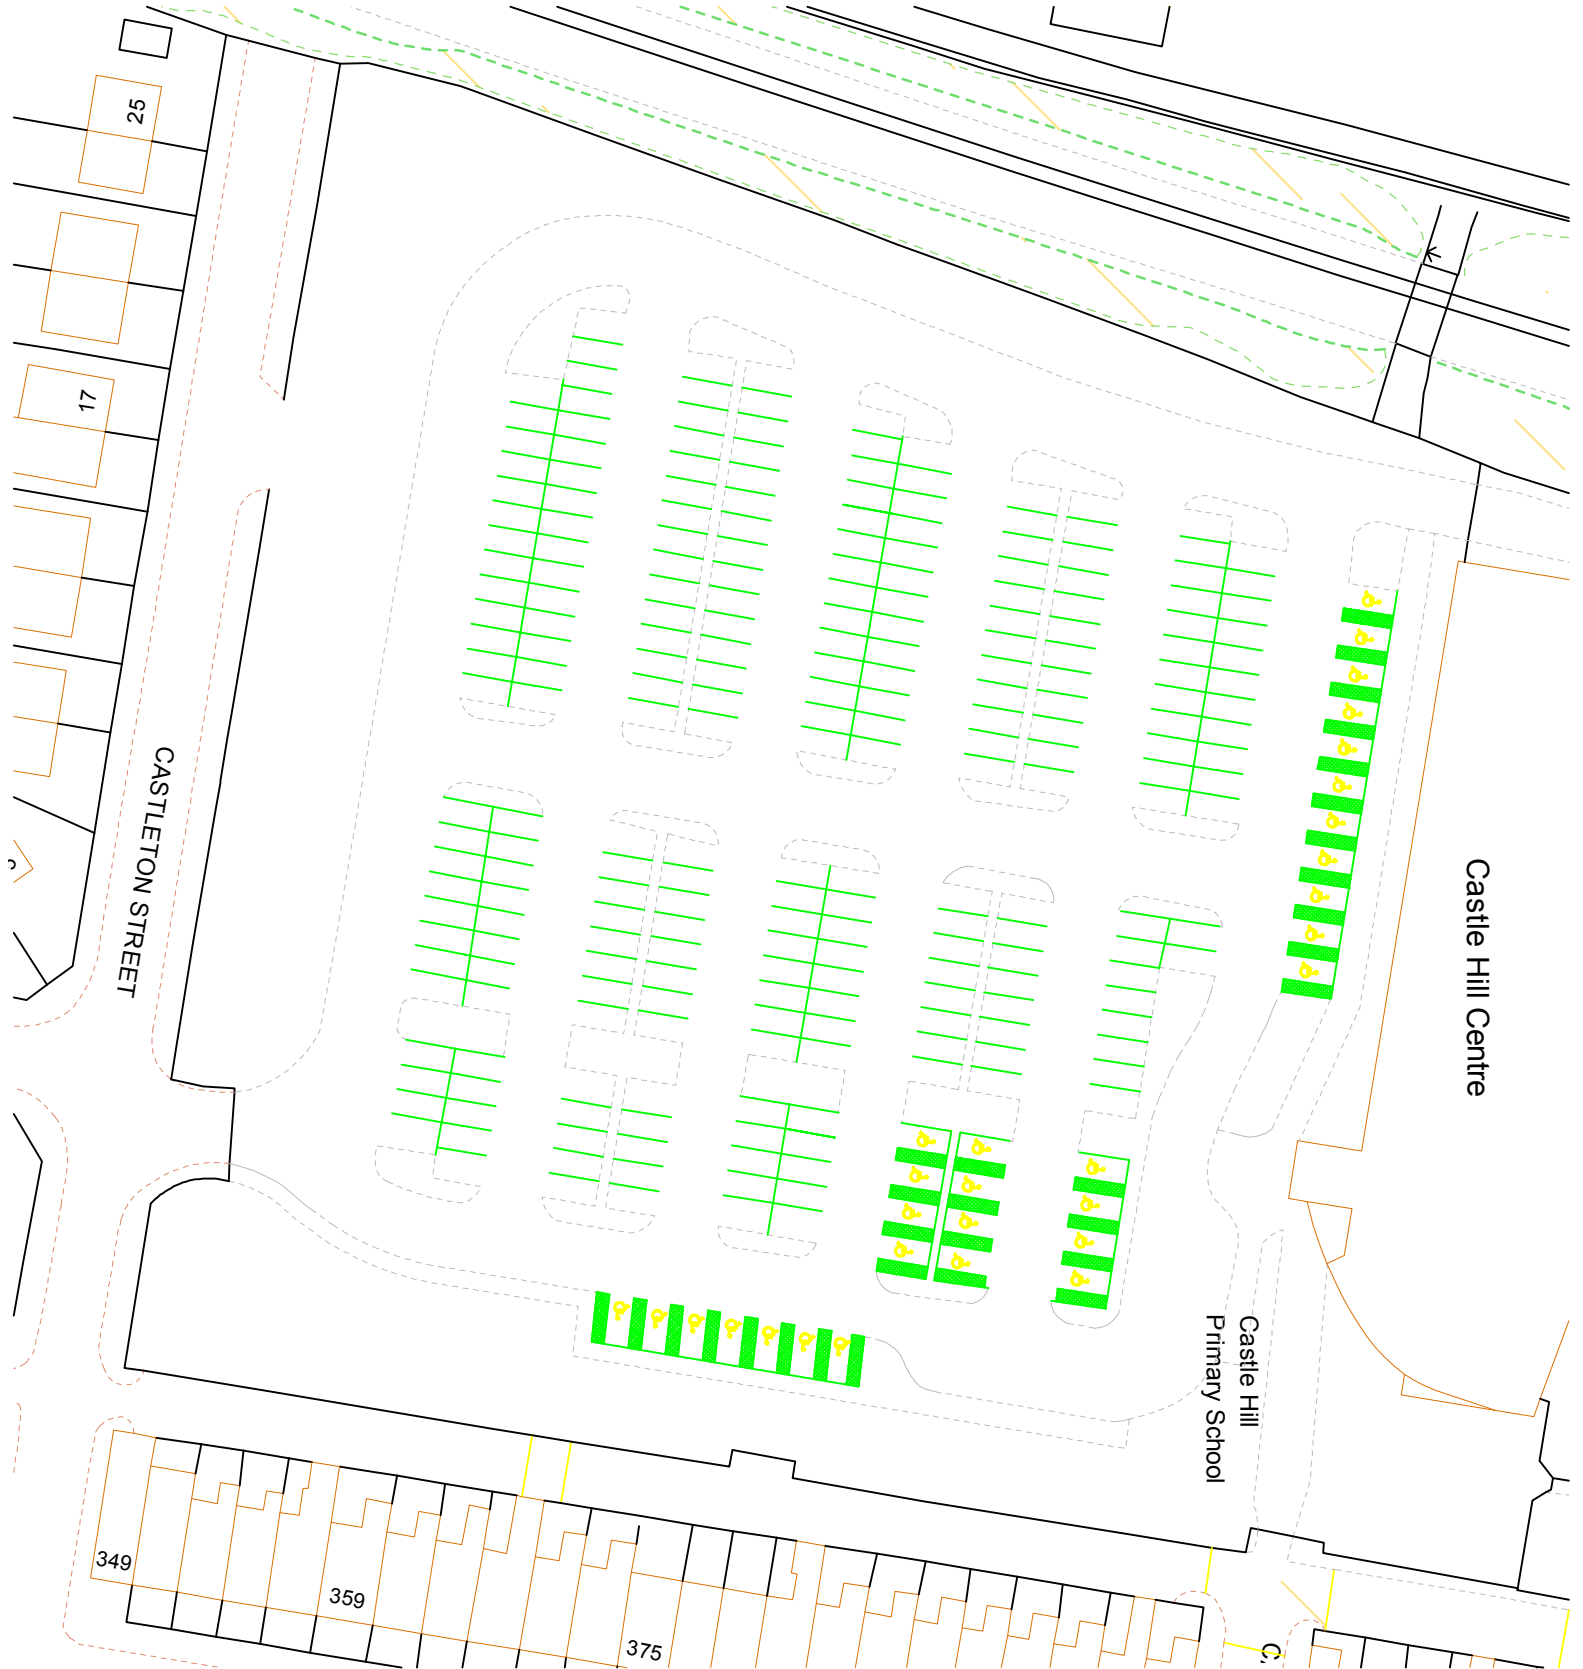 25
17
CASTLETON STREET
Castle Hill Centre
Castle Hill
Primary School
349
359
375